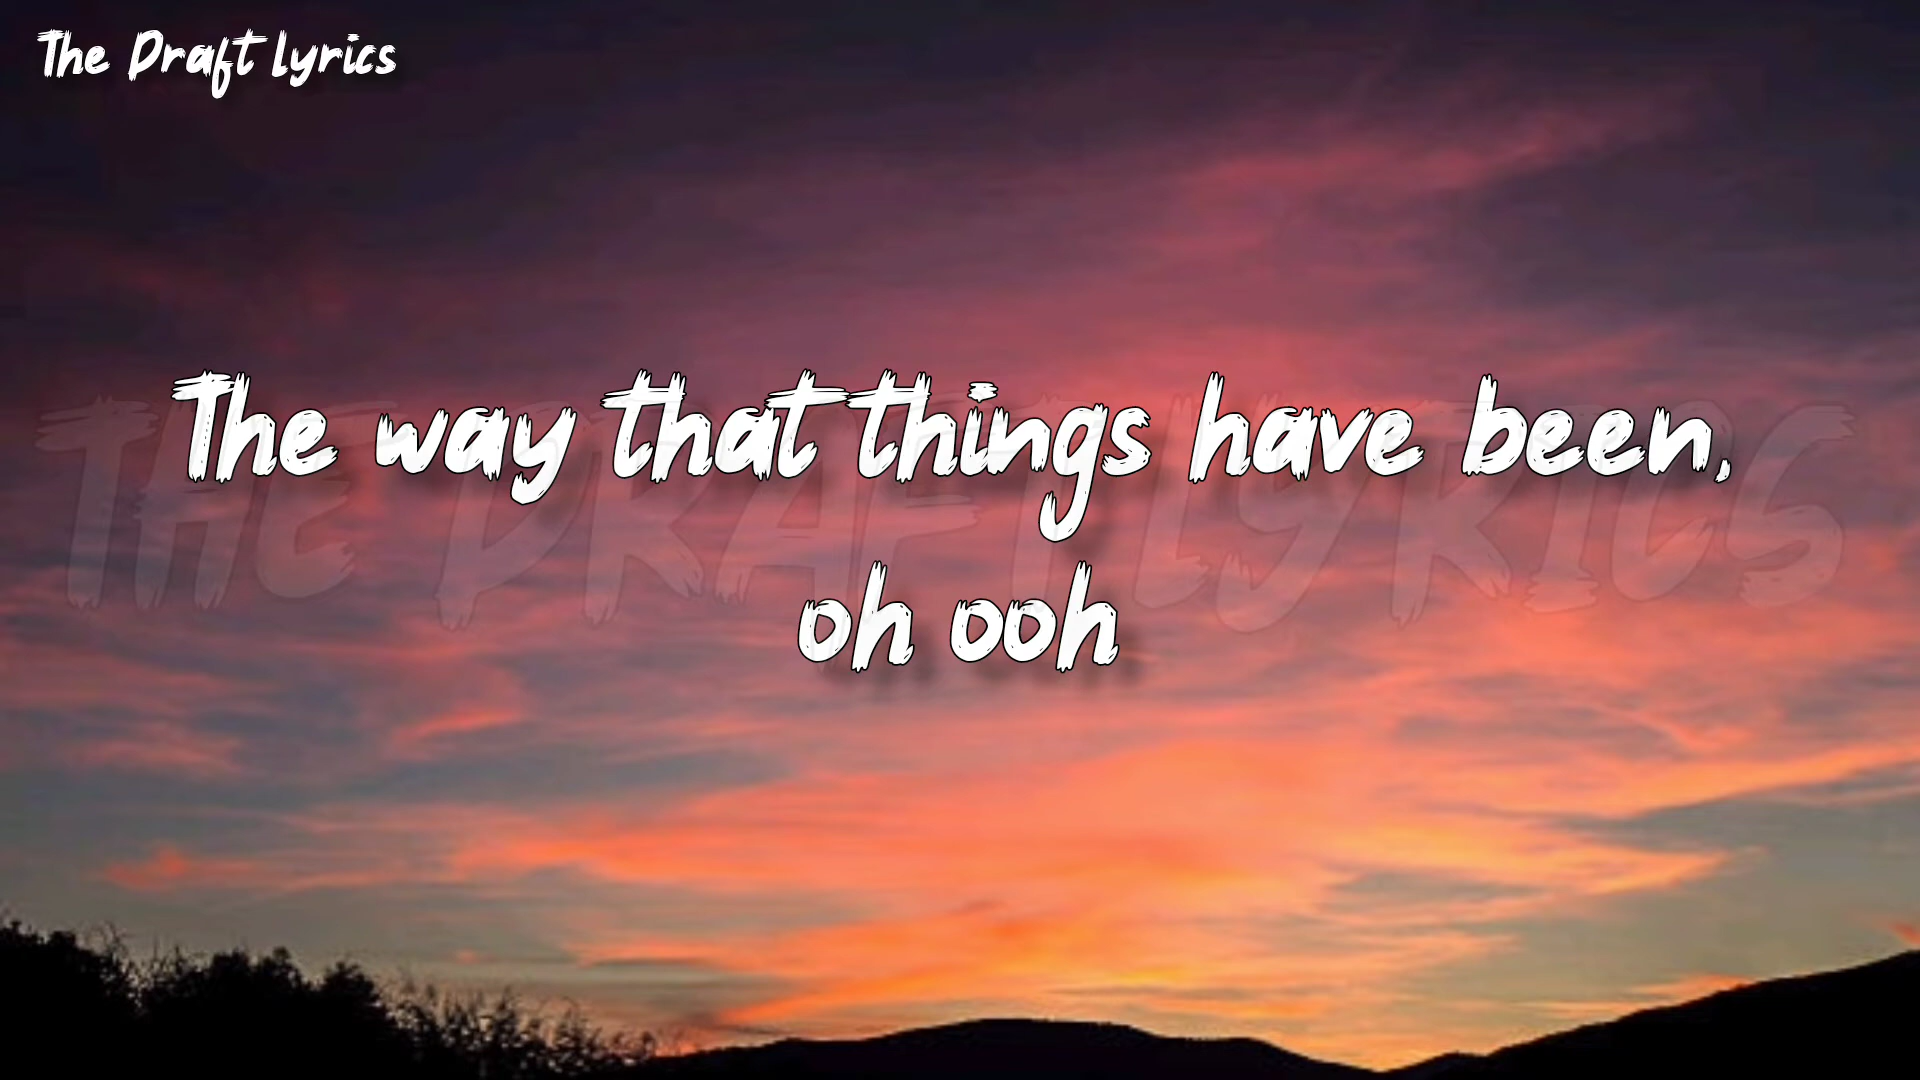 The Draft Lyrics
The way that things have been,
THE DRAFT LYRICS
oh ooh